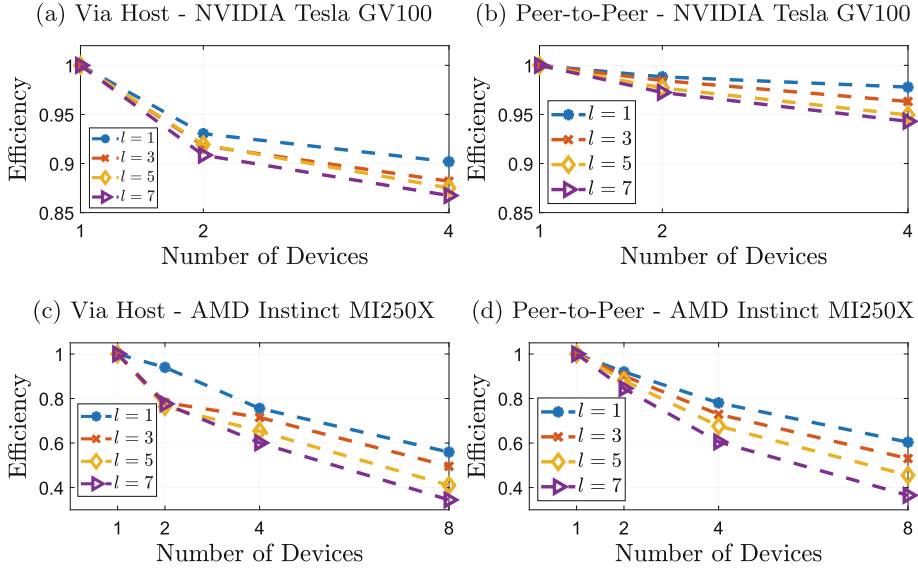 (a) Via Host - NVIDIA Tesla GV100
1
0.95
0.9
0.85
Efficiency
l = 1
l = 3
l = 5
l = 7
1 2 4
Number of Devices
(b) Peer-to-Peer - NVIDIA Tesla GV100
1
0.95
0.9
0.85
Efficiency
l = 1
l = 3
l = 5
l = 7
1 2 4
Number of Devices
(c) Via Host - AMD Instinct MI250X
1
0.8
0.6
0.4
Efficiency
l = 1
l = 3
l = 5
l = 7
1 2 4 8
Number of Devices
(d) Peer-to-Peer - AMD Instinct MI250X
1
0.8
0.6
0.4
Efficiency
l = 1
l = 3
l = 5
l = 7
1 2 4 8
Number of Devices